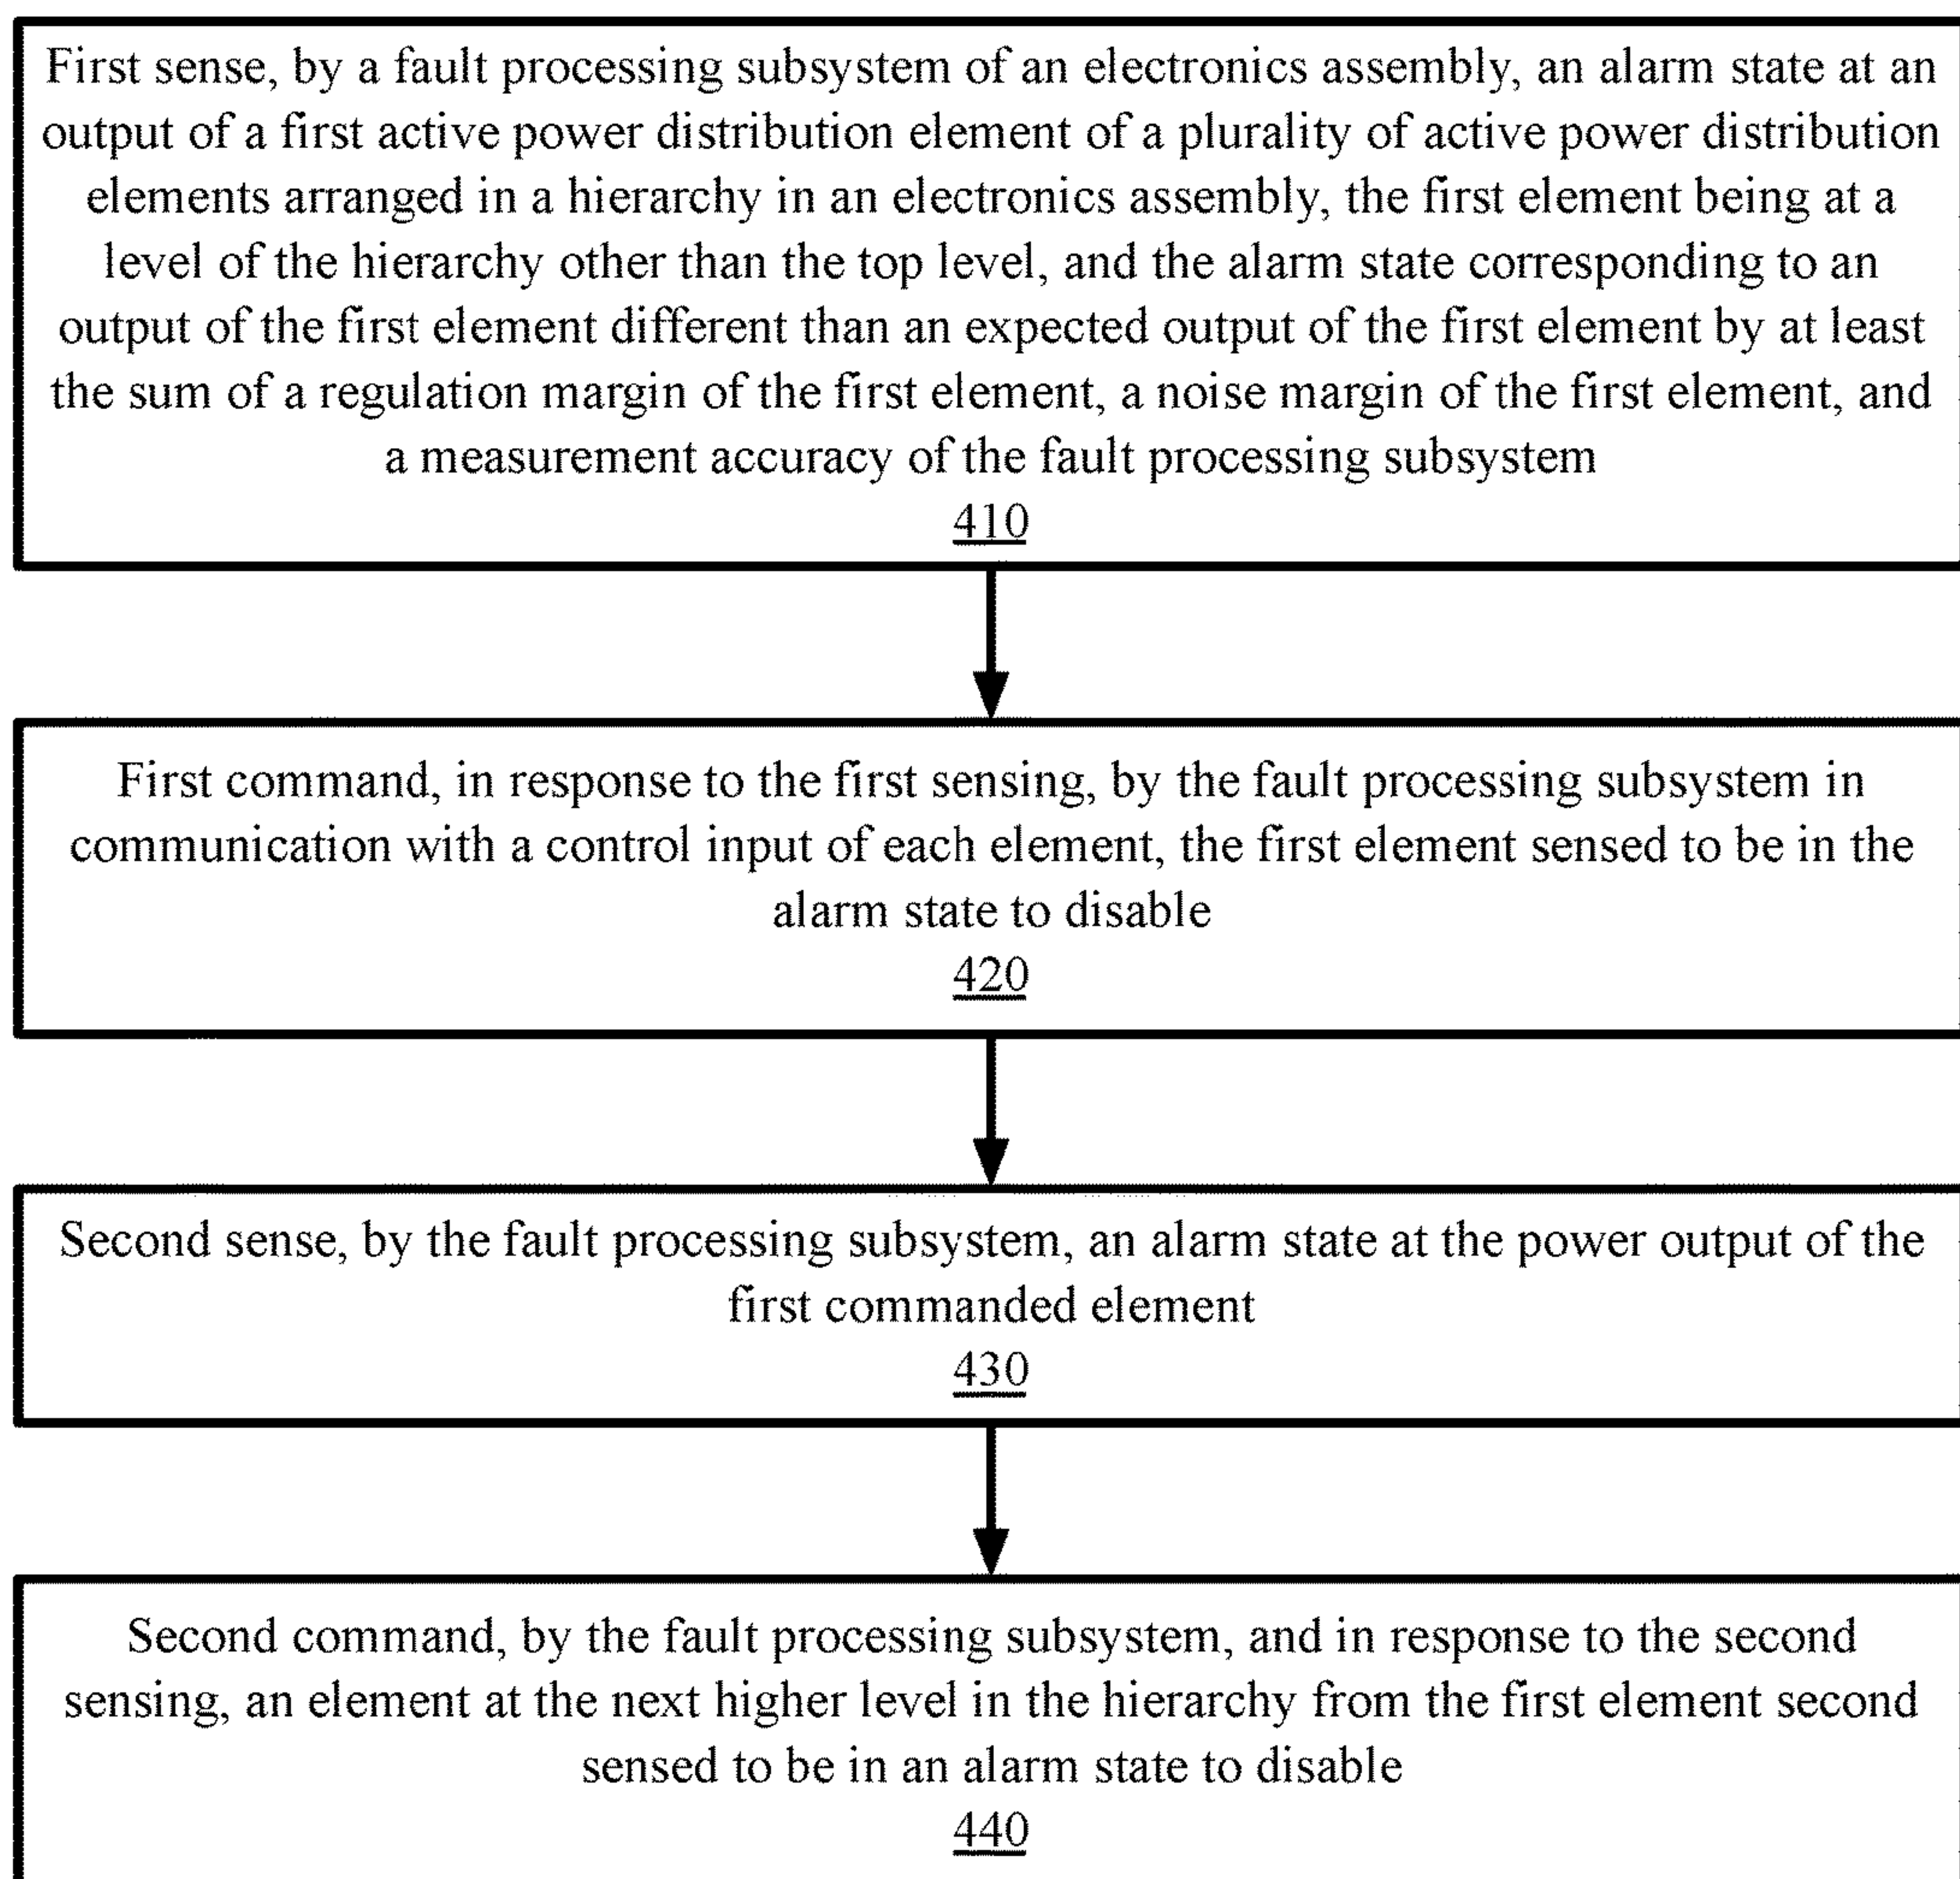 First sense, by a fault processing subsystem of an electronics assembly, an alarm state at an
output of a first active power distribution element of a plurality of active power distribution
elements arranged in a hierarchy in an electronics assembly, the first element being at a
level of the hierarchy other than the top level, and the alarm state corresponding to an
output of the first element different than an expected output of the first element by at least
the sum of a regulation margin of the first element, a noise margin of the first element, and
a measurement accuracy of the fault processing subsystem
410
First command, in response to the first sensing, by the fault processing subsystem in
communication with a control input of each element, the first element sensed to be in the
alarm state to disable
420
Second sense, by the fault processing subsystem, an alarm state at the power output of the
first commanded element
430
Second command, by the fault processing subsystem, and in response to the second
sensing, an element at the next higher level in the hierarchy from the first element second
sensed to be in an alarm state to disable
440